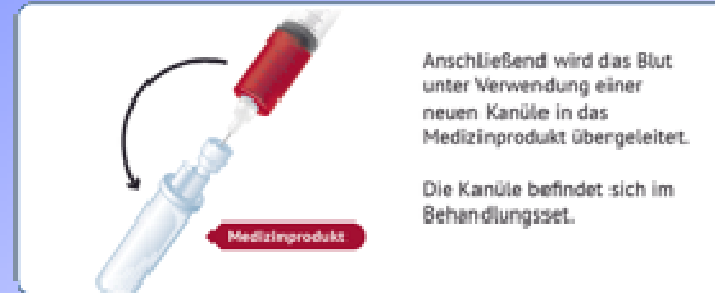 Anschließend wird das Blut
unter Verwendung einer
neuen Kanüle in das
Medizinprodukt übergeleitet.
Die Kanüle befindet sich im
Behandlungsset.
Medizinprodukt